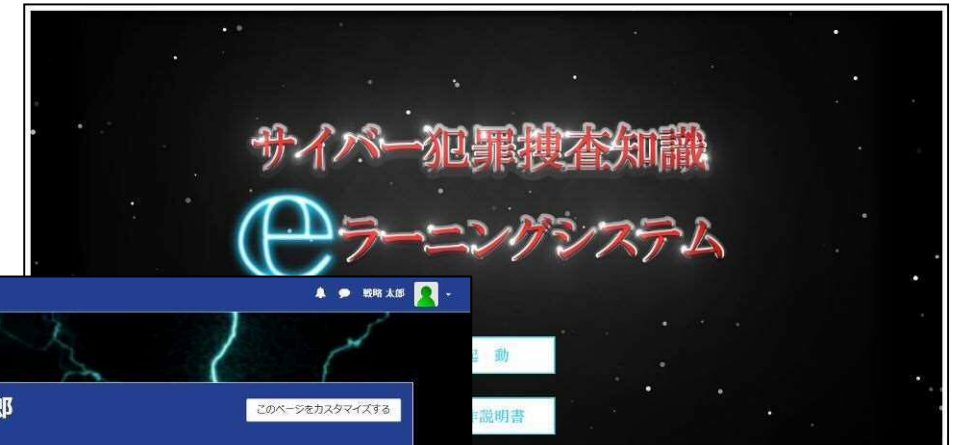 サイバー犯罪捜査知識
eラーニングシステム
戦略 太郎
動
郎
このページをカスタマイズする
説明書